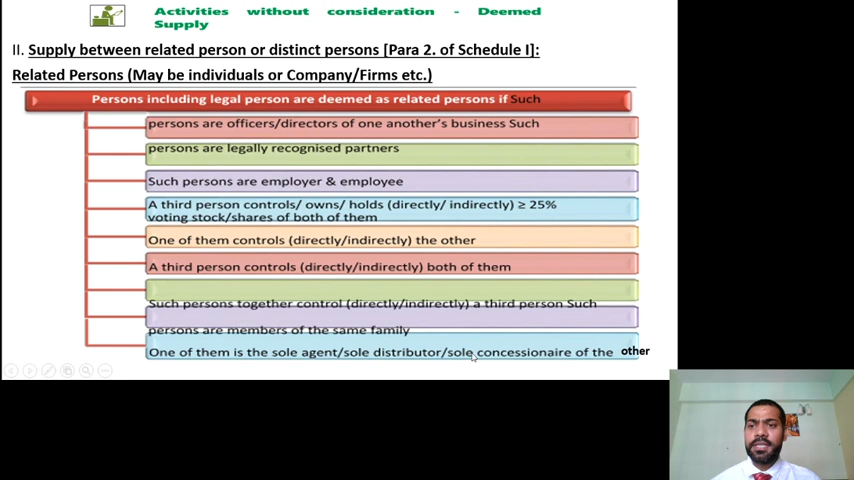 Activities without consideration - Deemed
Supply
II. Supply between related person or distinct persons [Para 2. of Schedule I]:
Related Persons (May be individuals or Company/Firms etc.)
Persons including legal person are deemed as related persons if Such
persons are officers/directors of one another's business Such
persons are legally recognised partners
Such persons are employer & employee
A third person controls/ owns/ holds (directly/ indirectly) ≥ 25%
voting stock/shares of both of them
One of them controls (directly/indirectly) the other
A third person controls (directly/indirectly) both of them
Such persons together control (directly/indirectly) a third person Such
persons are members of the same family
One of them is the sole agent/sole distributor/sole concessionaire of the other